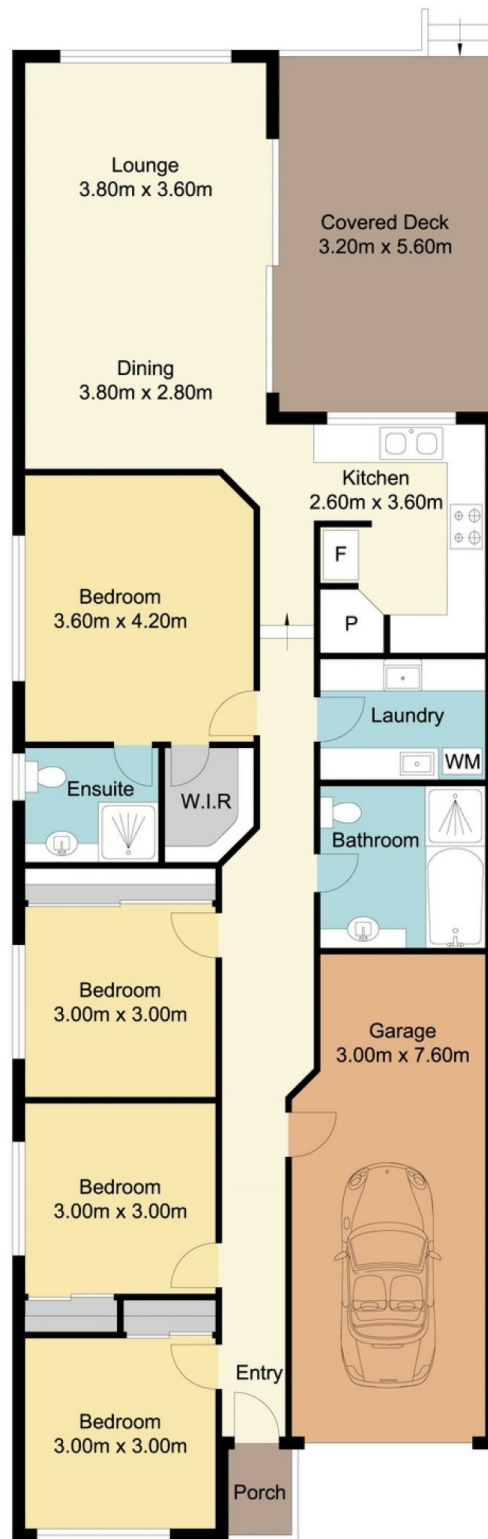 Lounge
3.80m x 3.60m
Covered Deck
3.20m x 5.60m
Dining
3.80m x 2.80m
Kitchen
2.60m x 3.60m
F
Bedroom
3.60m x 4.20m
P
Laundry
WM
Ensuite
W.I.R
Bathroom
Bedroom
3.00m x 3.00m
Garage
3.00m x 7.60m
Bedroom
3.00m x 3.00m
Entry
Bedroom
3.00m x 3.00m
Porch